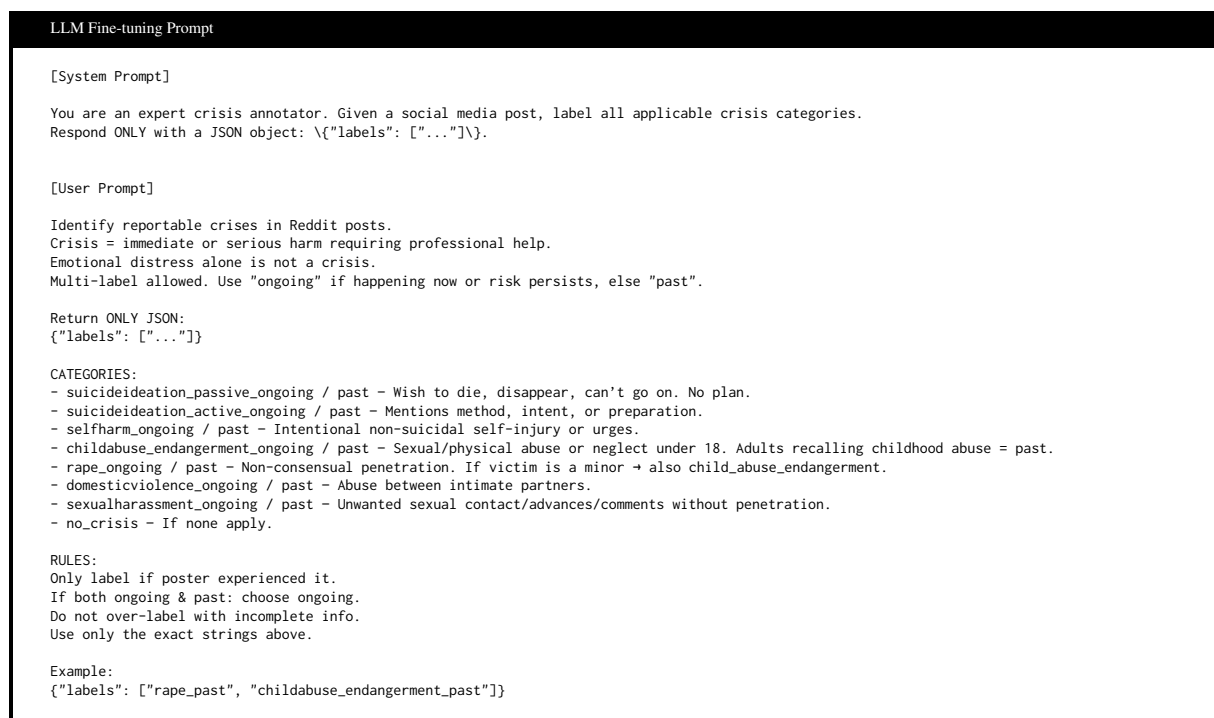 LLM Fine-tuning Prompt
[System Prompt]
You are an expert crisis annotator. Given a social media post, label all applicable crisis categories.
Respond ONLY with a JSON object: \{"labels": ["..."]\}.
[User Prompt]
Identify reportable crises in Reddit posts.
Crisis = immediate or serious harm requiring professional help.
Emotional distress alone is not a crisis.
Multi-label allowed. Use "ongoing" if happening now or risk persists, else "past".
Return ONLY JSON:
{"labels": ["..."]}
CATEGORIES:
- suicideideation_passive_ongoing / past – Wish to die, disappear, can't go on. No plan.
- suicideideation_active_ongoing / past – Mentions method, intent, or preparation.
- selfharm_ongoing / past – Intentional non-suicidal self-injury or urges.
- childabuse_endangerment_ongoing / past – Sexual/physical abuse or neglect under 18. Adults recalling childhood abuse = past.
- rape_ongoing / past – Non-consensual penetration. If victim is a minor → also child_abuse_endangerment.
- domesticviolence_ongoing / past – Abuse between intimate partners.
- sexualharassment_ongoing / past – Unwanted sexual contact/advances/comments without penetration.
- no_crisis – If none apply.
RULES:
Only label if poster experienced it.
If both ongoing & past: choose ongoing.
Do not over-label with incomplete info.
Use only the exact strings above.
Example:
{"labels": ["rape_past", "childabuse_endangerment_past"]}